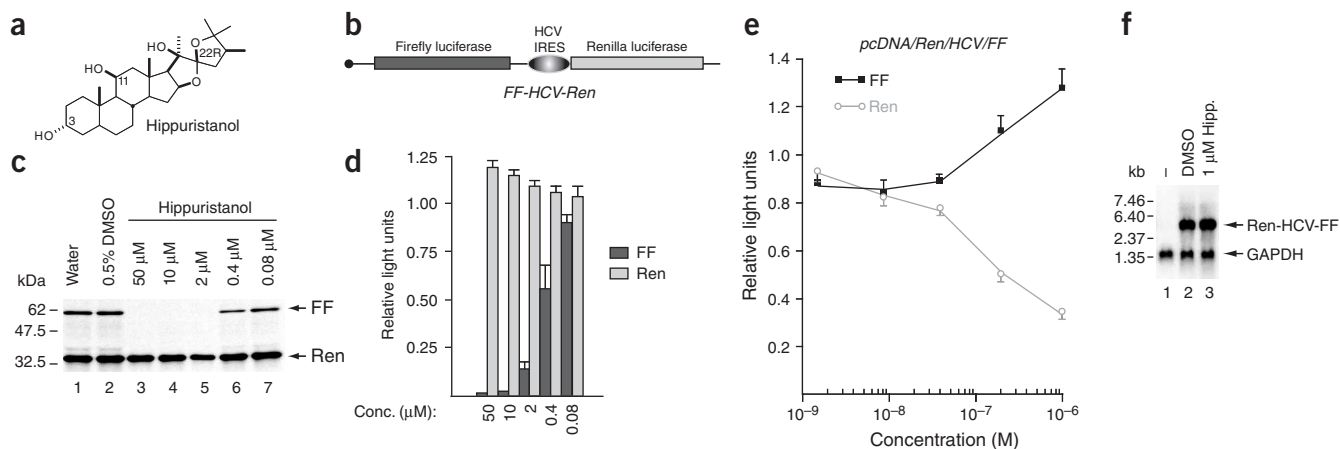 a
HO
O
22R
HO
11
O
HO
3
Hippuristanol
b
HCV
IRES
Firefly luciferase
Renilla luciferase
FF-HCV-Ren
c
Hippuristanol
Water
0.5% DMSO
50 µM
10 µM
2 µM
0.4 µM
0.08 µM
kDa
62
47.5
32.5
FF
Ren
1 2 3 4 5 6 7
d
Relative light units
1.25
1.00
0.75
0.50
0.25
FF
Ren
Conc. (µM): 50 10 2 0.4 0.08
e
pcDNA/Ren/HCV/FF
FF
Ren
Relative light units
1.4
1.2
1.0
0.8
0.6
0.4
0.2
10⁻⁹ 10⁻⁸ 10⁻⁷ 10⁻⁶
Concentration (M)
f
kb
–
DMSO
1 µM Hipp.
7.46
6.40
2.37
1.35
Ren-HCV-FF
GAPDH
1 2 3